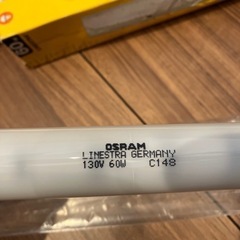 OSRAM
LINESTRA GERMANY
130V 60W C148